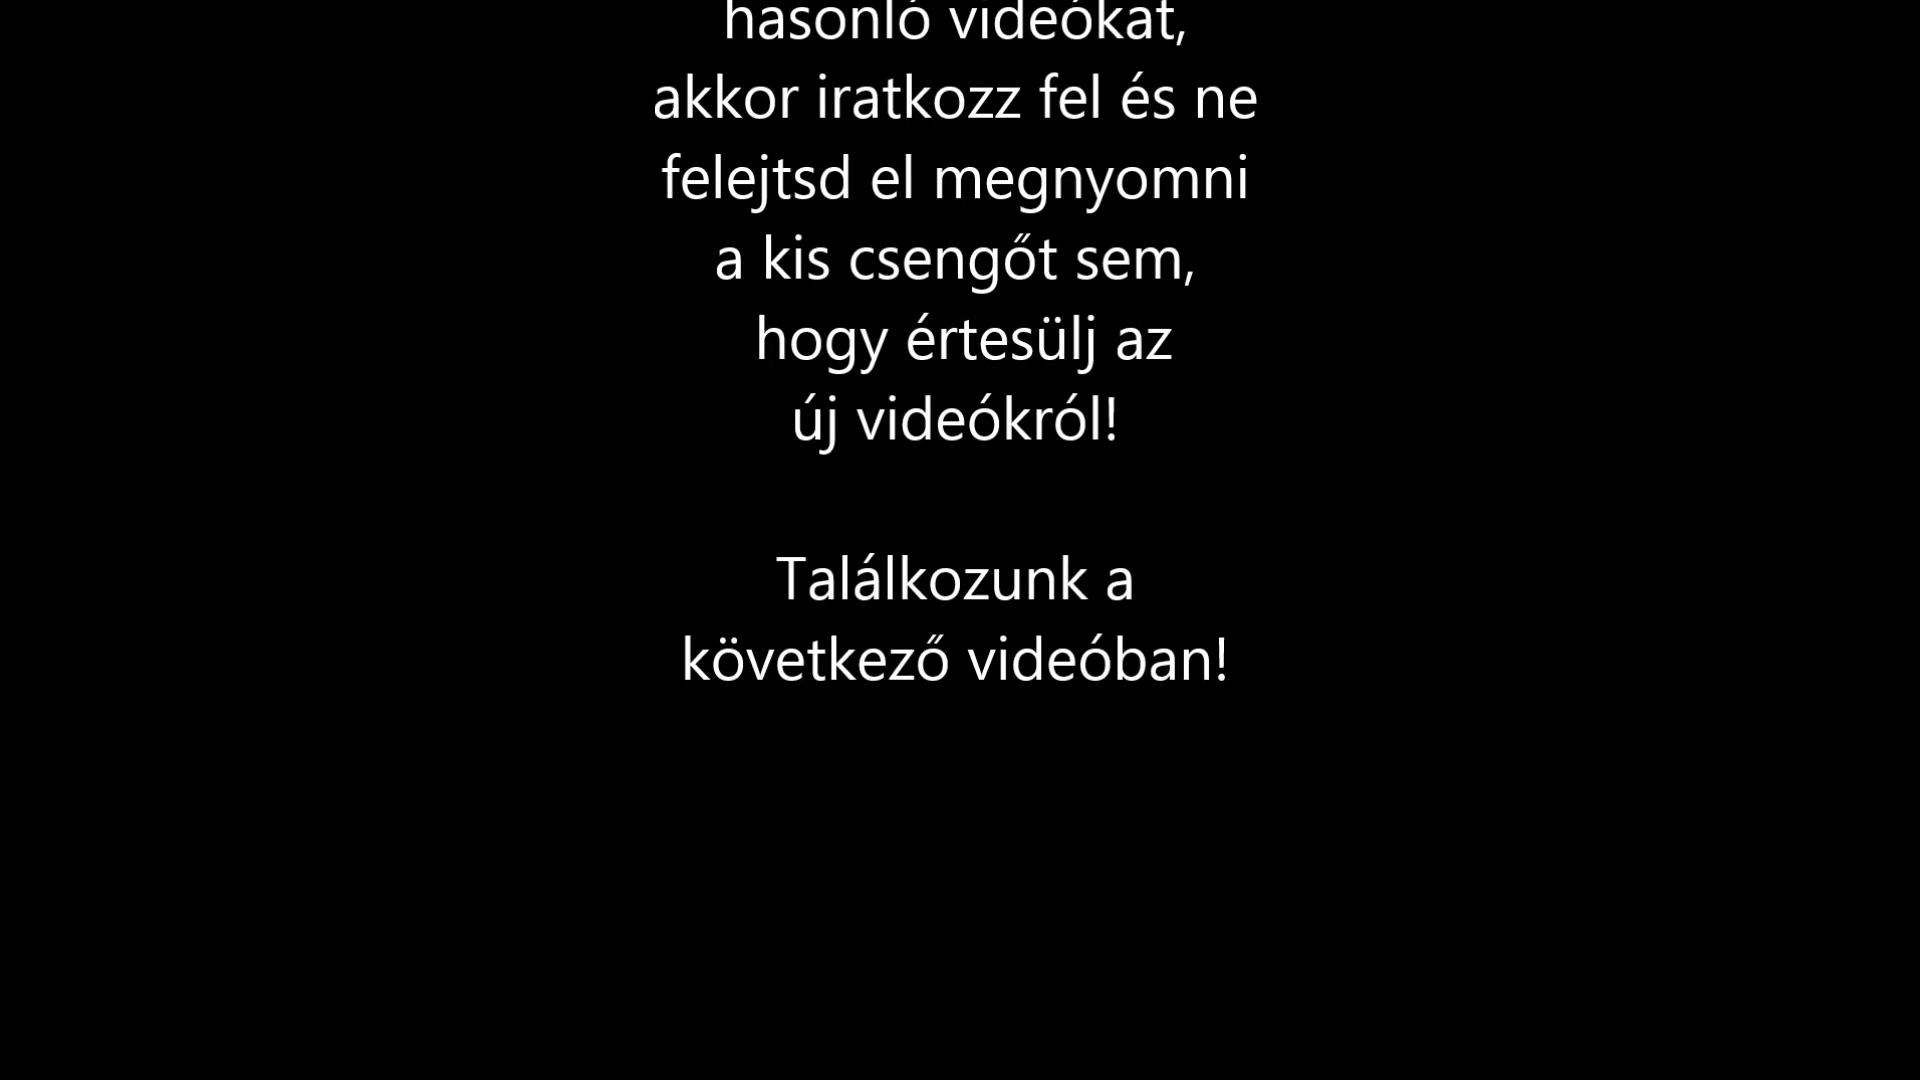 hasonló videókat,
akkor iratkozz fel és ne
felejtsd el megnyomni
a kis csengőt sem,
hogy értesülj az
új videókról!
Találkozunk a
következő videóban!